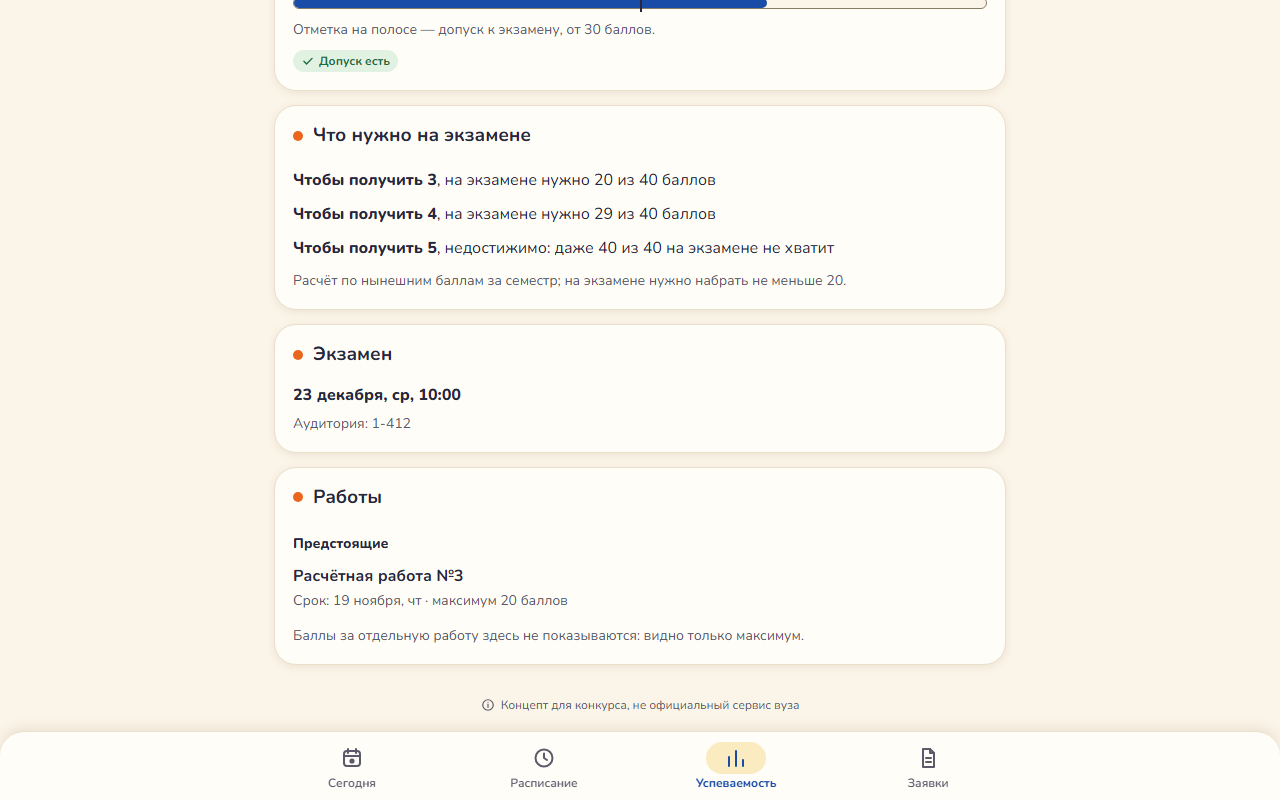 Отметка на полосе — допуск к экзамену, от 30 баллов.
Допуск есть
Что нужно на экзамене
Чтобы получить 3, на экзамене нужно 20 из 40 баллов
Чтобы получить 4, на экзамене нужно 29 из 40 баллов
Чтобы получить 5, недостижимо: даже 40 из 40 на экзамене не хватит
Расчёт по нынешним баллам за семестр; на экзамене нужно набрать не меньше 20.
Экзамен
23 декабря, ср, 10:00
Аудитория: 1-412
Работы
Предстоящие
Расчётная работа №3
Срок: 19 ноября, чт · максимум 20 баллов
Баллы за отдельную работу здесь не показываются: видно только максимум.
Концепт для конкурса, не официальный сервис вуза
Сегодня
Расписание
Успеваемость
Заявки